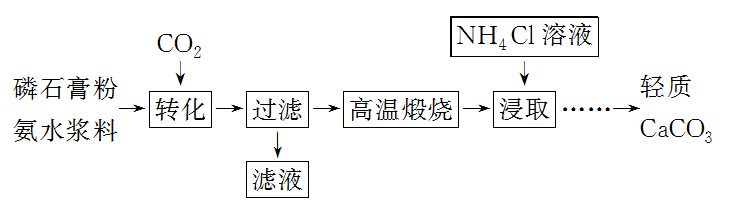 CO₂
NH₄Cl 溶液
磷石膏粉
氨水浆料
转化
过滤
高温煅烧
浸取
……
轻质
CaCO₃
滤液